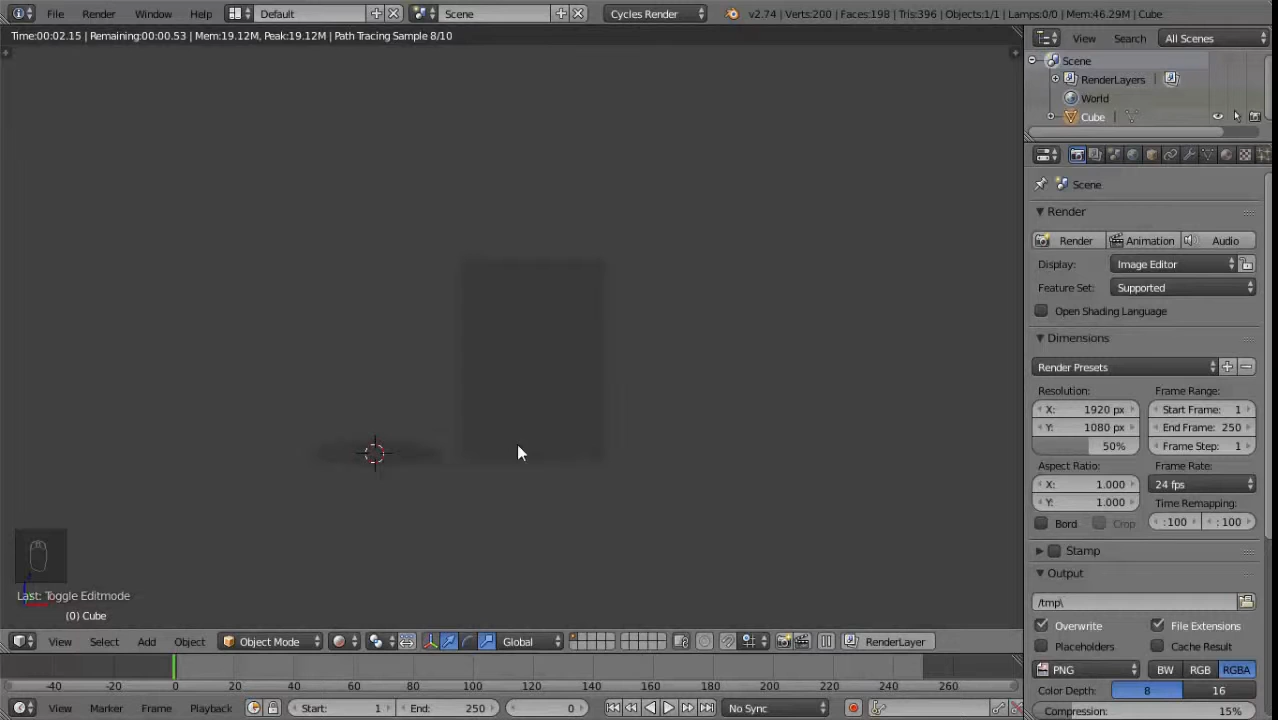 File Render Window Help Default Scene Cycles Render v2.74 | Verts:200 | Faces:198 | Tris:396 | Objects:1/1 | Lamps:0/0 | Mem:46.29M | Cube
Time:00:02.15 | Remaining:00:00.53 | Mem:19.12M, Peak:19.12M | Path Tracing Sample 8/10
View Search All Scenes
Scene
RenderLayers |
World
Cube |
Scene
Render
Render Animation Audio
Display: Image Editor
Feature Set: Supported
Open Shading Language
Dimensions
Render Presets
Resolution: Frame Range:
X: 1920 px Start Frame: 1
Y: 1080 px End Frame: 250
50% Frame Step: 1
Aspect Ratio: Frame Rate:
X: 1.000 24 fps
Y: 1.000 Time Remapping:
Bord Crop :100 :100
Stamp
Output
/tmp\
Overwrite File Extensions
Placeholders Cache Result
PNG BW RGB RGBA
Color Depth: 8 16
Compression: 15%
Last: Toggle Editmode
(0) Cube
View Select Add Object Object Mode Global RenderLayer
-40 -20 0 20 40 60 80 100 120 140 160 180 200 220 240 260
View Marker Frame Playback Start: 1 End: 250 0 No Sync